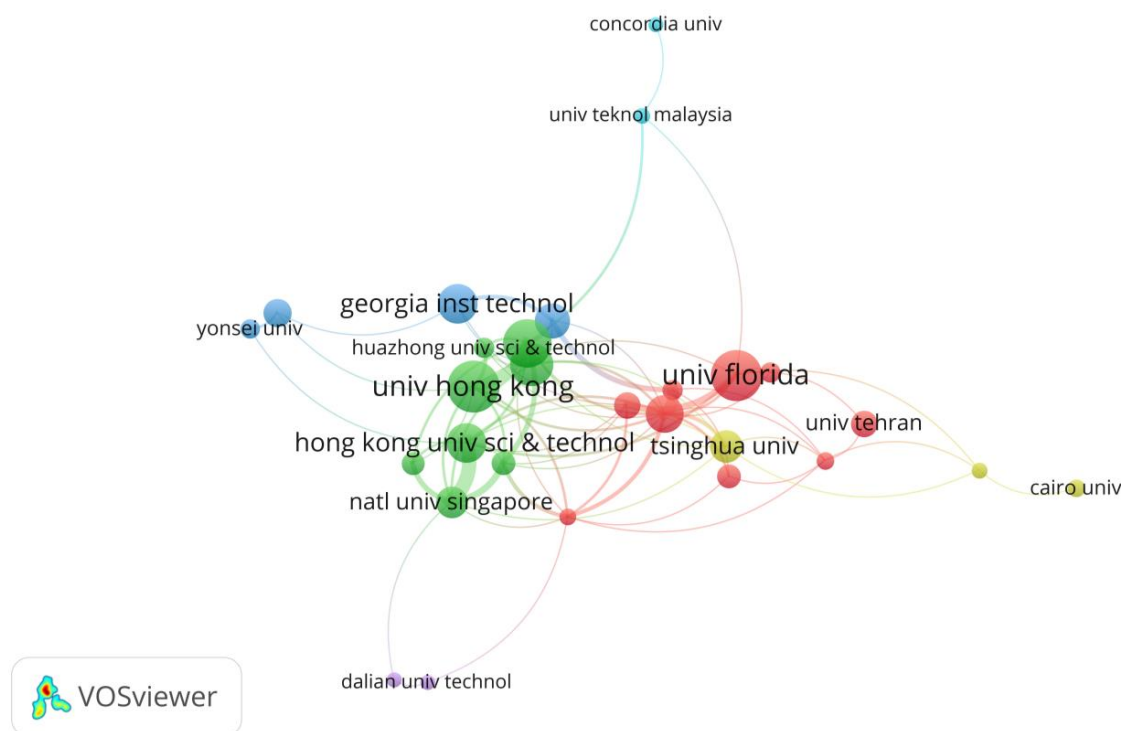 concordia univ
univ teknol malaysia
georgia inst technol
yonsei univ
huazhong univ sci & technol
univ hong kong
univ florida
univ tehran
hong kong univ sci & technol
tsinghua univ
natl univ singapore
cairo univ
dalian univ technol
VOSviewer